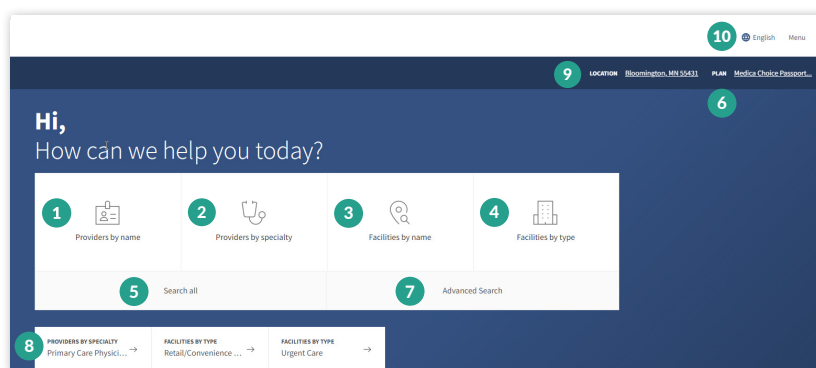 10 English Menu
9 LOCATION Bloomington, MN 55431 PLAN Medica Choice Passport...
6
Hi,
How can we help you today?
1 2 3 4
Providers by name Providers by specialty Facilities by name Facilities by type
5 Search all 7 Advanced Search
8 PROVIDERS BY SPECIALTY FACILITIES BY TYPE FACILITIES BY TYPE
Primary Care Physici... → Retail/Convenience ... → Urgent Care →